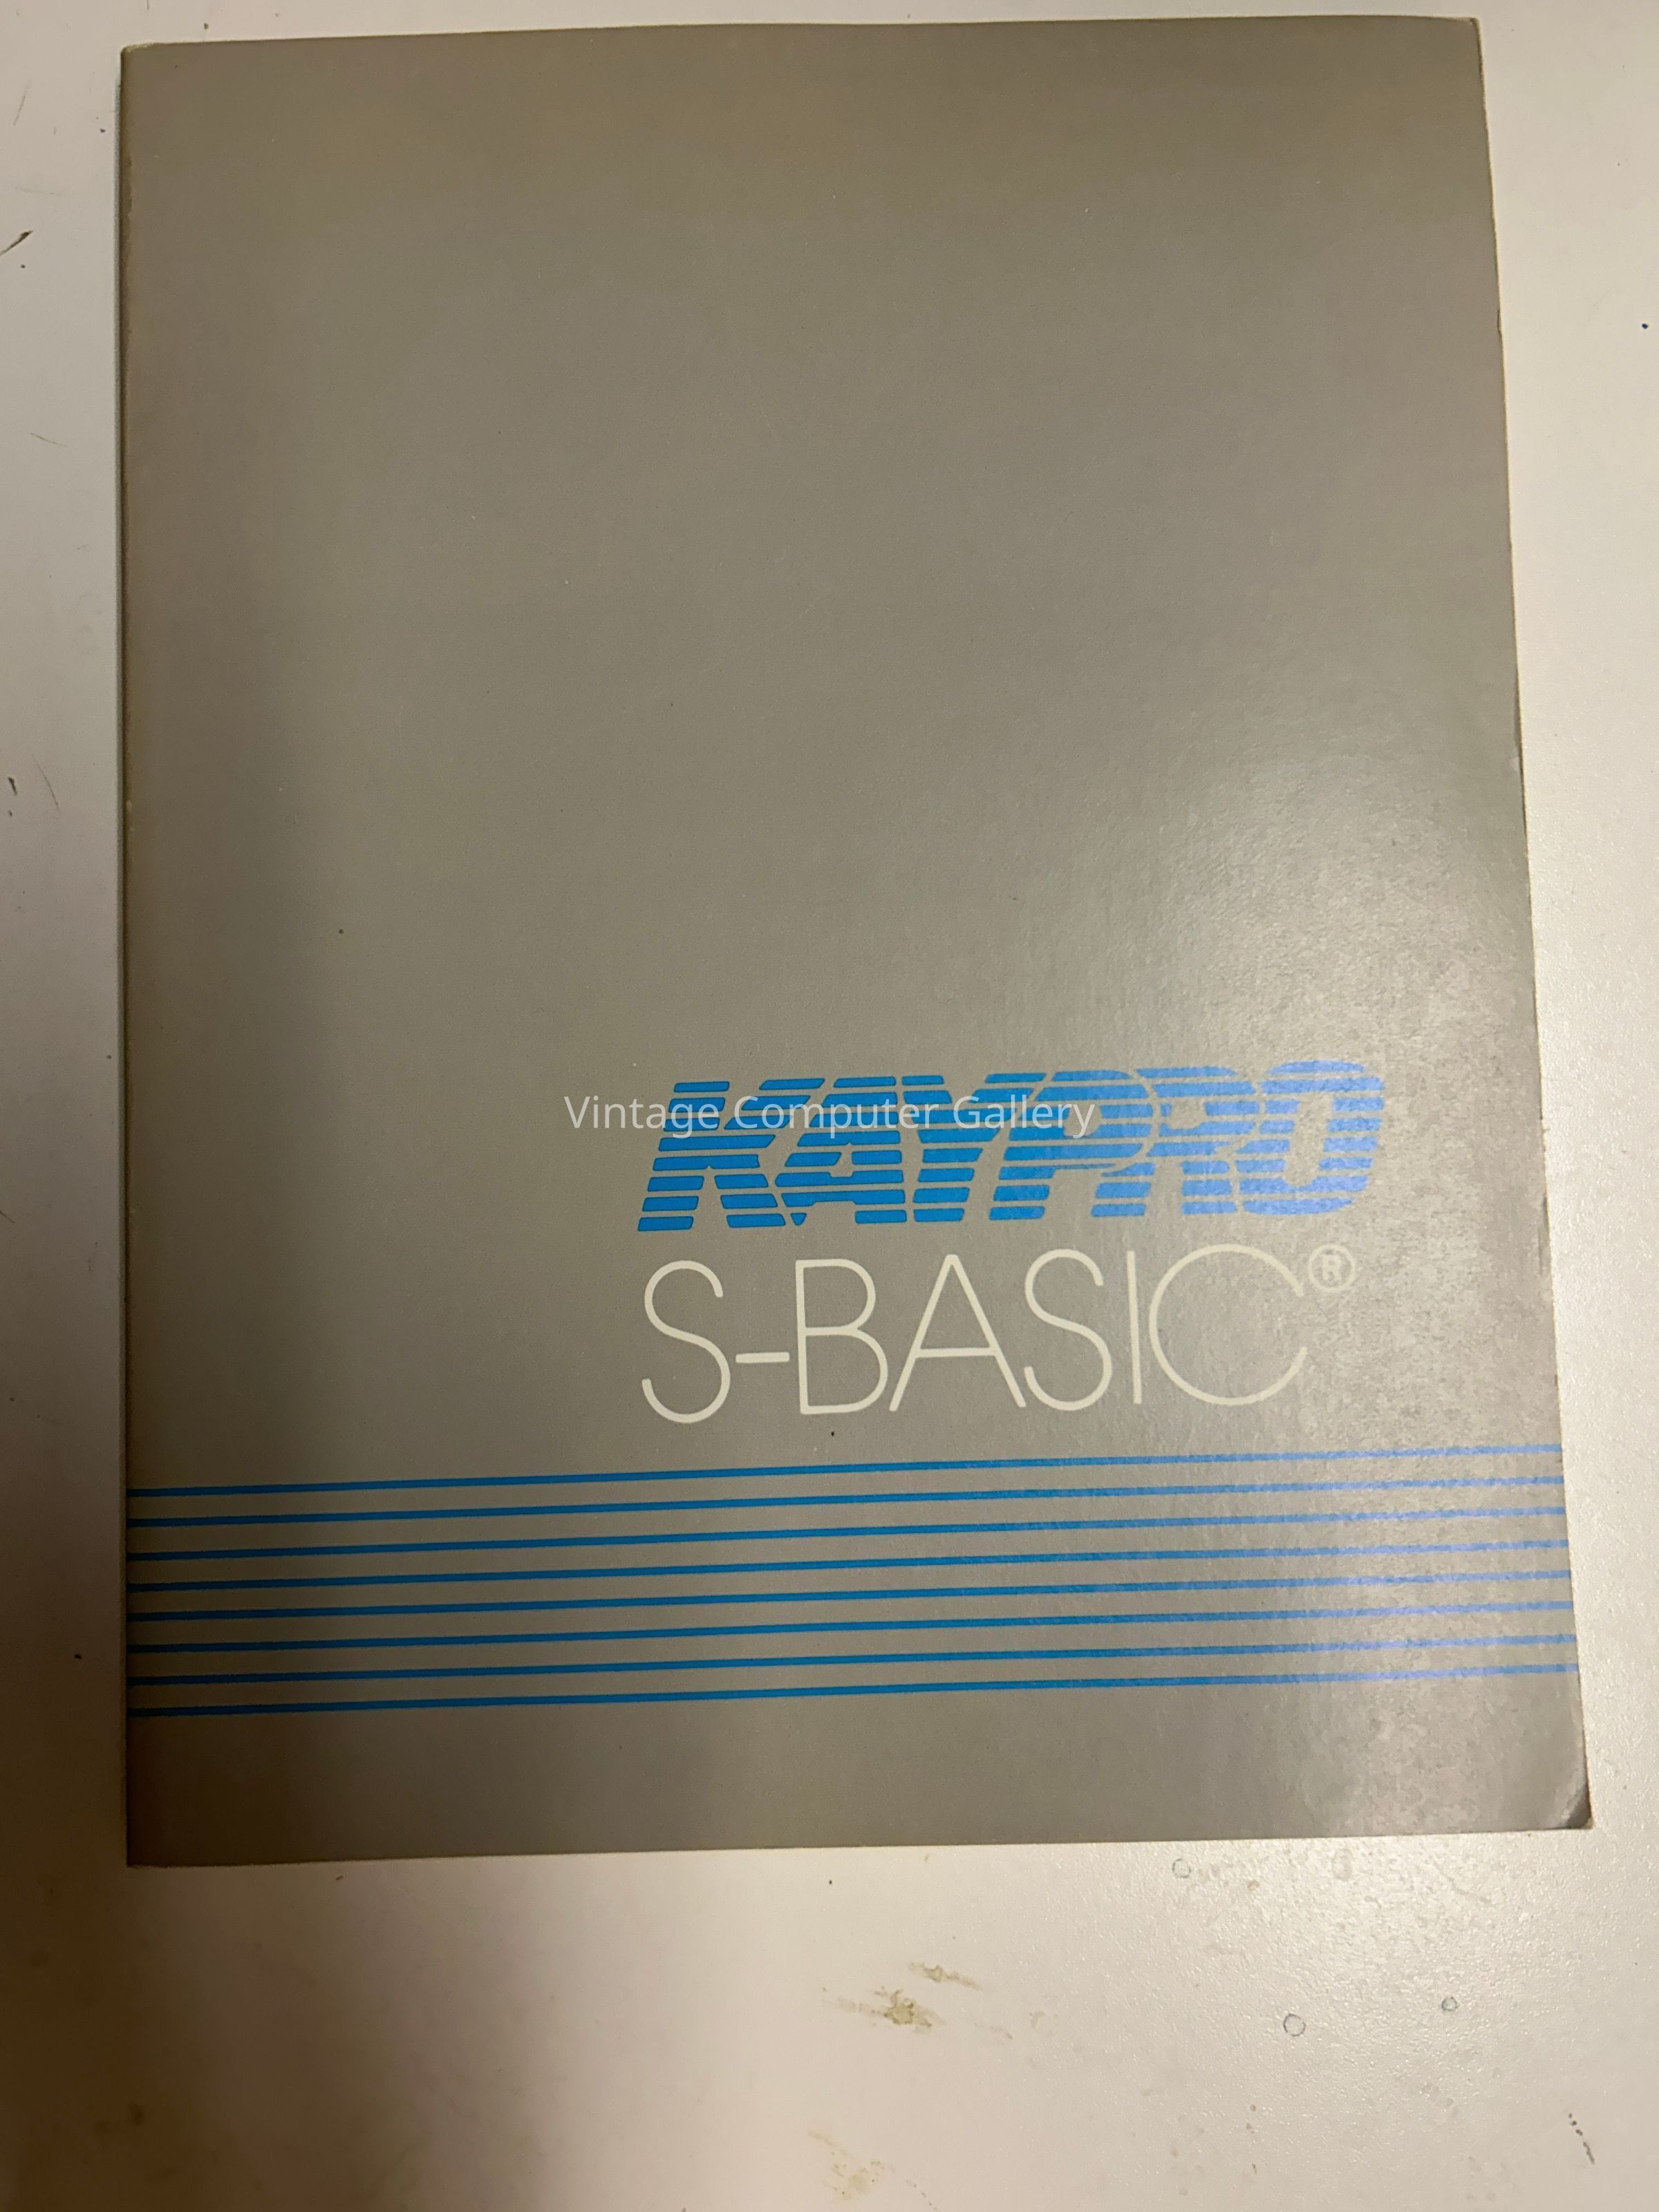 Vintage Computer Gallery
KAYPRO
S-BASIC®